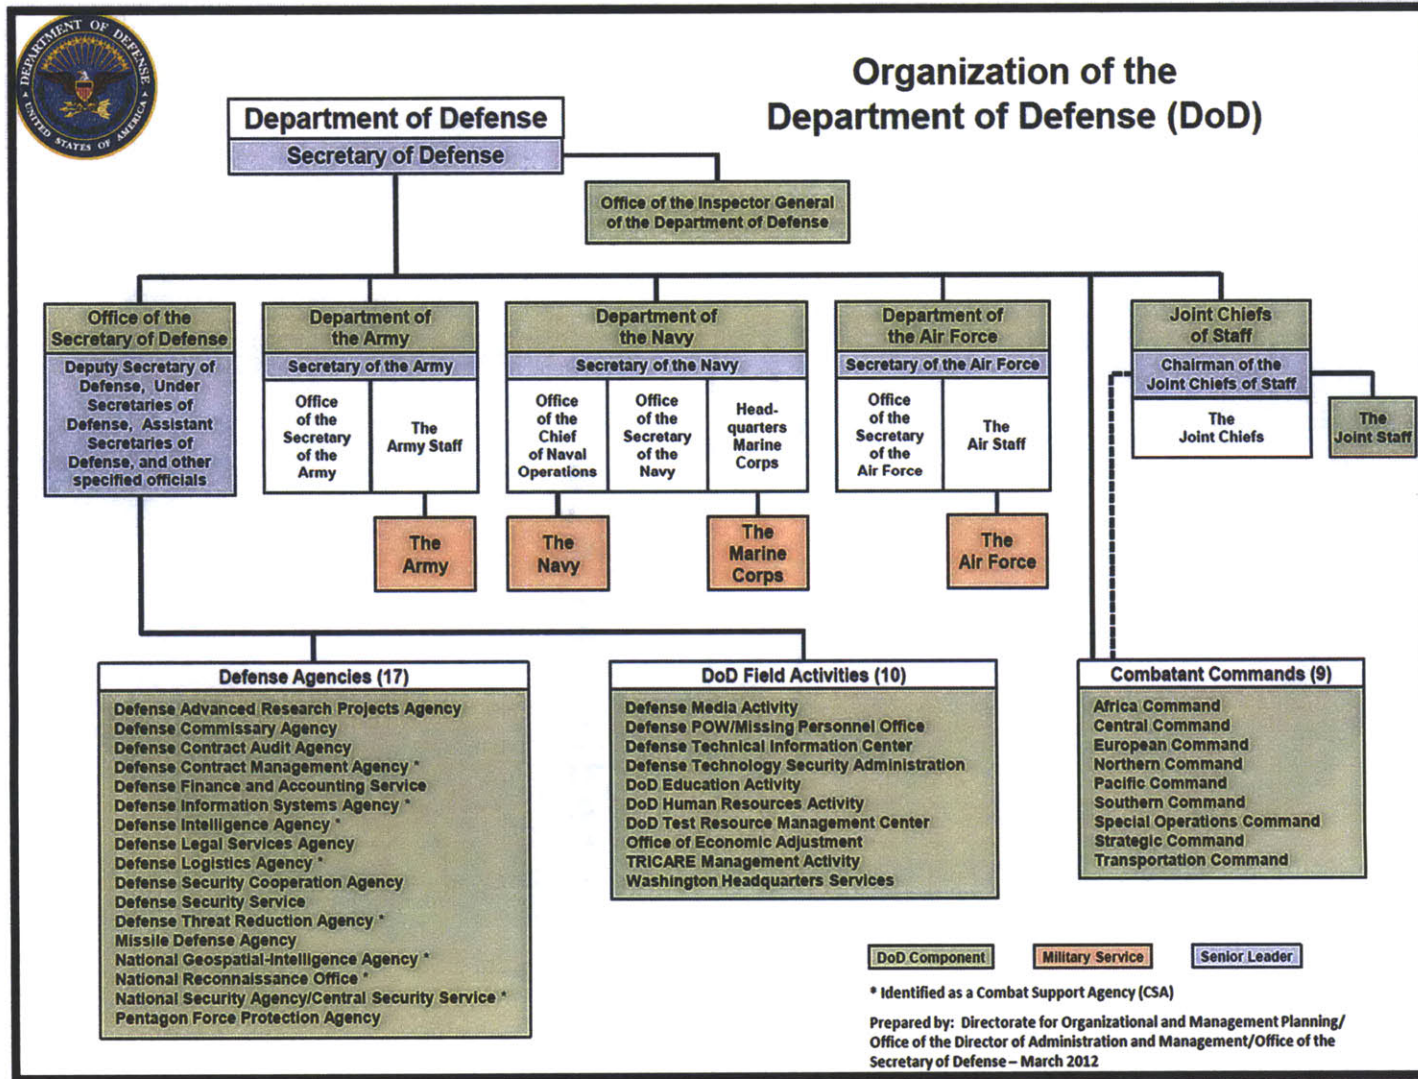 DEPARTMENT OF DEFENSE
UNITED STATES OF AMERICA
Organization of the
Department of Defense (DoD)
Department of Defense
Secretary of Defense
Office of the Inspector General
of the Department of Defense
Office of the
Secretary of Defense
Deputy Secretary of
Defense, Under
Secretaries of
Defense, Assistant
Secretaries of
Defense, and other
specified officials
Department of
the Army
Secretary of the Army
Office
of the
Secretary
of the
Army
The
Army Staff
The
Army
Department of
the Navy
Secretary of the Navy
Office
of the
Chief
of Naval
Operations
Office
of the
Secretary
of the
Navy
Head-
quarters
Marine
Corps
The
Navy
The
Marine
Corps
Department of
the Air Force
Secretary of the Air Force
Office
of the
Secretary
of the
Air Force
The
Air Staff
The
Air Force
Joint Chiefs
of Staff
Chairman of the
Joint Chiefs of Staff
The
Joint Chiefs
The
Joint Staff
Defense Agencies (17)
Defense Advanced Research Projects Agency
Defense Commissary Agency
Defense Contract Audit Agency
Defense Contract Management Agency *
Defense Finance and Accounting Service
Defense Information Systems Agency *
Defense Intelligence Agency *
Defense Legal Services Agency
Defense Logistics Agency *
Defense Security Cooperation Agency
Defense Security Service
Defense Threat Reduction Agency *
Missile Defense Agency
National Geospatial-Intelligence Agency *
National Reconnaissance Office *
National Security Agency/Central Security Service *
Pentagon Force Protection Agency
DoD Field Activities (10)
Defense Media Activity
Defense POW/Missing Personnel Office
Defense Technical Information Center
Defense Technology Security Administration
DoD Education Activity
DoD Human Resources Activity
DoD Test Resource Management Center
Office of Economic Adjustment
TRICARE Management Activity
Washington Headquarters Services
Combatant Commands (9)
Africa Command
Central Command
European Command
Northern Command
Pacific Command
Southern Command
Special Operations Command
Strategic Command
Transportation Command
DoD Component
Military Service
Senior Leader
* Identified as a Combat Support Agency (CSA)
Prepared by: Directorate for Organizational and Management Planning/
Office of the Director of Administration and Management/Office of the
Secretary of Defense – March 2012